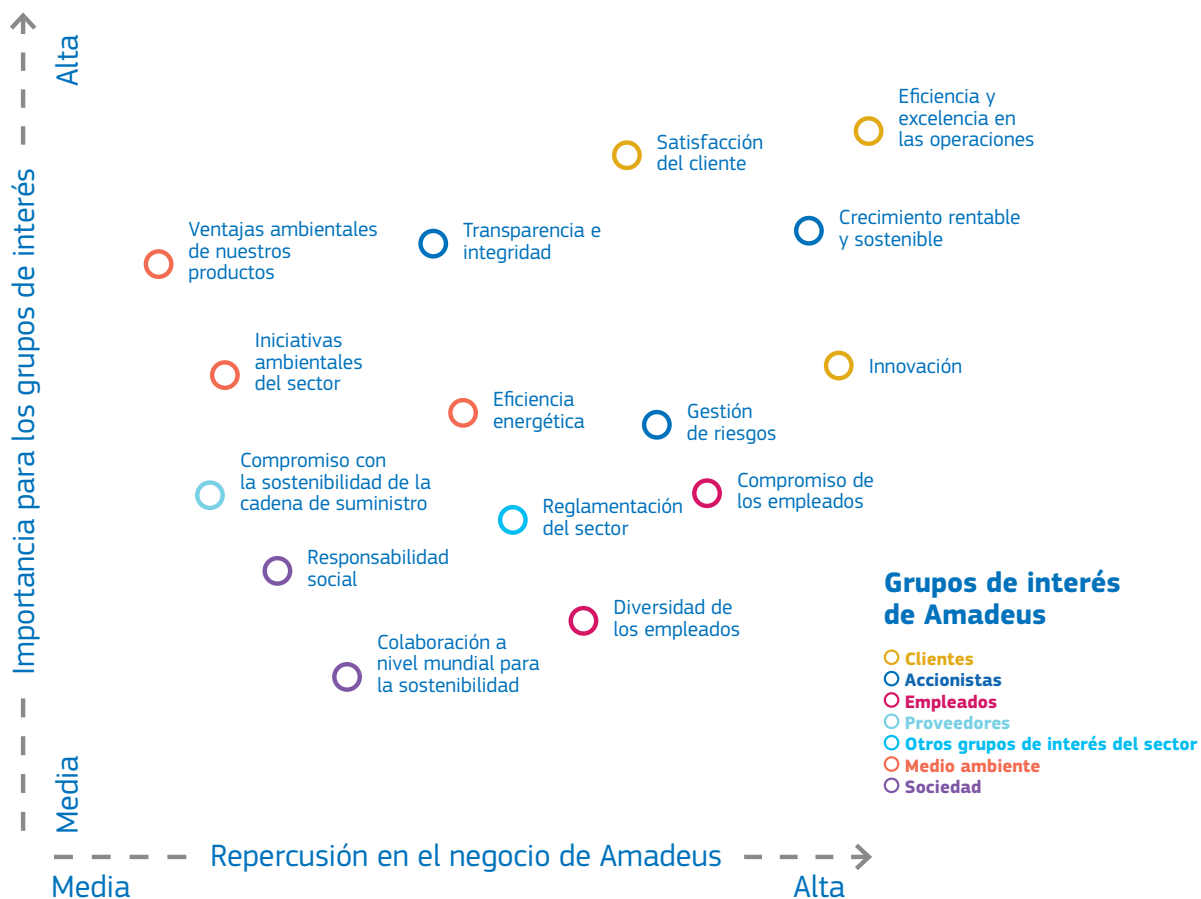 Alta
Importancia para los grupos de interés
Media
Eficiencia y
excelencia en
las operaciones
Satisfacción
del cliente
Ventajas ambientales
de nuestros
productos
Transparencia e
integridad
Crecimiento rentable
y sostenible
Iniciativas
ambientales
del sector
Innovación
Eficiencia
energética
Gestión
de riesgos
Compromiso con
la sostenibilidad de la
cadena de suministro
Compromiso de
los empleados
Reglamentación
del sector
Responsabilidad
social
Diversidad de
los empleados
Colaboración a
nivel mundial para
la sostenibilidad
Grupos de interés
de Amadeus
Clientes
Accionistas
Empleados
Proveedores
Otros grupos de interés del sector
Medio ambiente
Sociedad
Repercusión en el negocio de Amadeus
Media
Alta